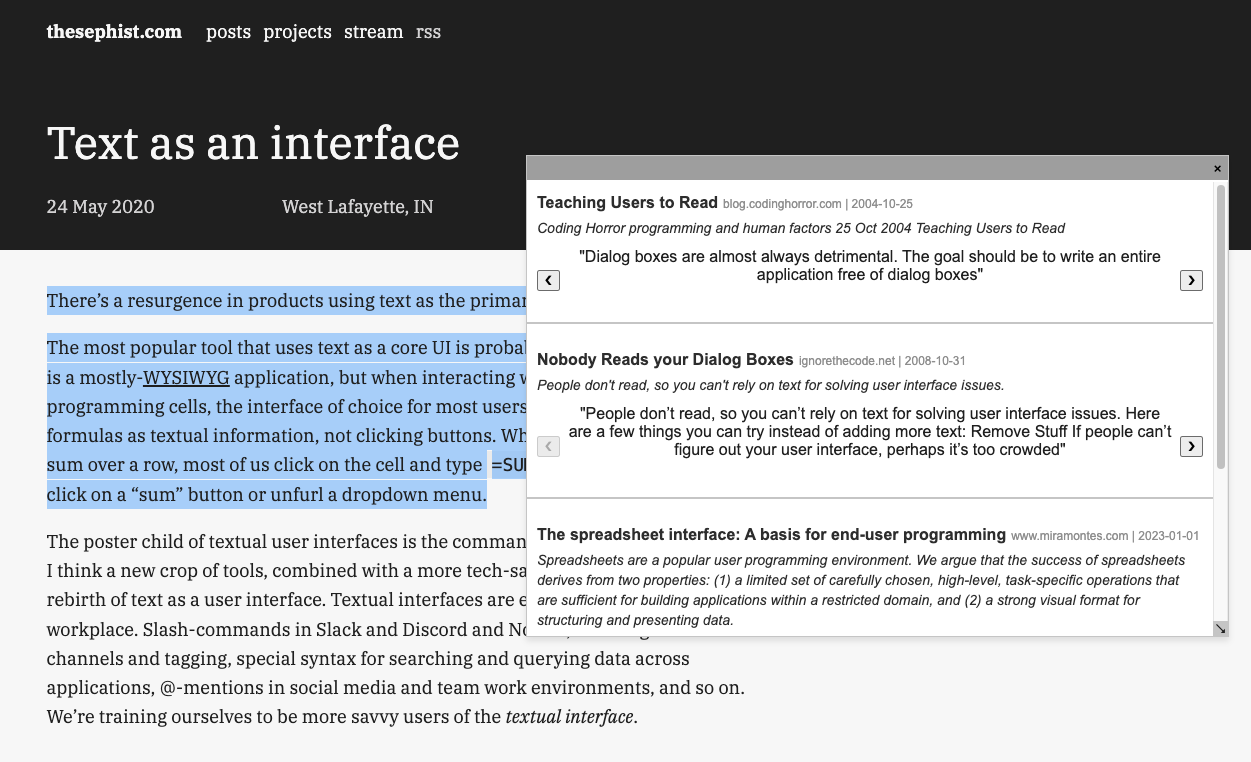 thesephist.com posts projects stream rss
Text as an interface
24 May 2020 West Lafayette, IN
There’s a resurgence in products using text as the primar
The most popular tool that uses text as a core UI is probab
is a mostly-WYSIWYG application, but when interacting w
programming cells, the interface of choice for most users
formulas as textual information, not clicking buttons. Wh
sum over a row, most of us click on the cell and type =SUM
click on a “sum” button or unfurl a dropdown menu.
The poster child of textual user interfaces is the comman
I think a new crop of tools, combined with a more tech-sa
rebirth of text as a user interface. Textual interfaces are e
workplace. Slash-commands in Slack and Discord and No
channels and tagging, special syntax for searching and querying data across
applications, @-mentions in social media and team work environments, and so on.
We’re training ourselves to be more savvy users of the textual interface.
×
Teaching Users to Read blog.codinghorror.com | 2004-10-25
Coding Horror programming and human factors 25 Oct 2004 Teaching Users to Read
"Dialog boxes are almost always detrimental. The goal should be to write an entire
application free of dialog boxes"
❮ ❯
Nobody Reads your Dialog Boxes ignorethecode.net | 2008-10-31
People don't read, so you can't rely on text for solving user interface issues.
"People don’t read, so you can’t rely on text for solving user interface issues. Here
are a few things you can try instead of adding more text: Remove Stuff If people can’t
figure out your user interface, perhaps it’s too crowded"
❮ ❯
The spreadsheet interface: A basis for end-user programming www.miramontes.com | 2023-01-01
Spreadsheets are a popular user programming environment. We argue that the success of spreadsheets
derives from two properties: (1) a limited set of carefully chosen, high-level, task-specific operations that
are sufficient for building applications within a restricted domain, and (2) a strong visual format for
structuring and presenting data.